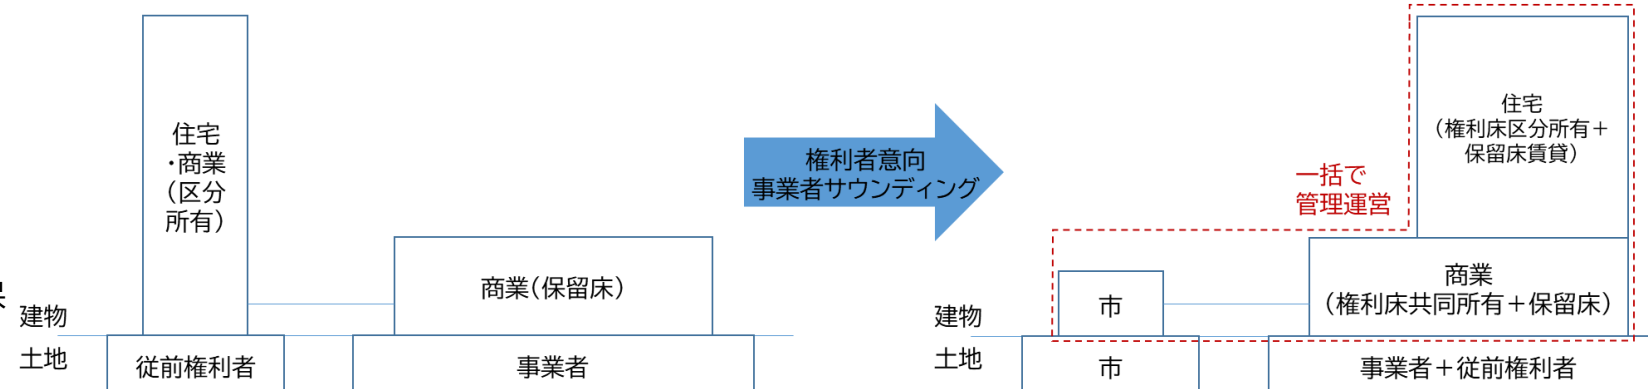 住宅
・商業
（区分
所有）
商業（保留床）
建物
土地
従前権利者
事業者
権利者意向
事業者サウンディング
一括で
管理運営
住宅
（権利床区分所有＋
保留床賃貸）
市
商業
（権利床共同所有＋保留床）
建物
土地
市
事業者＋従前権利者